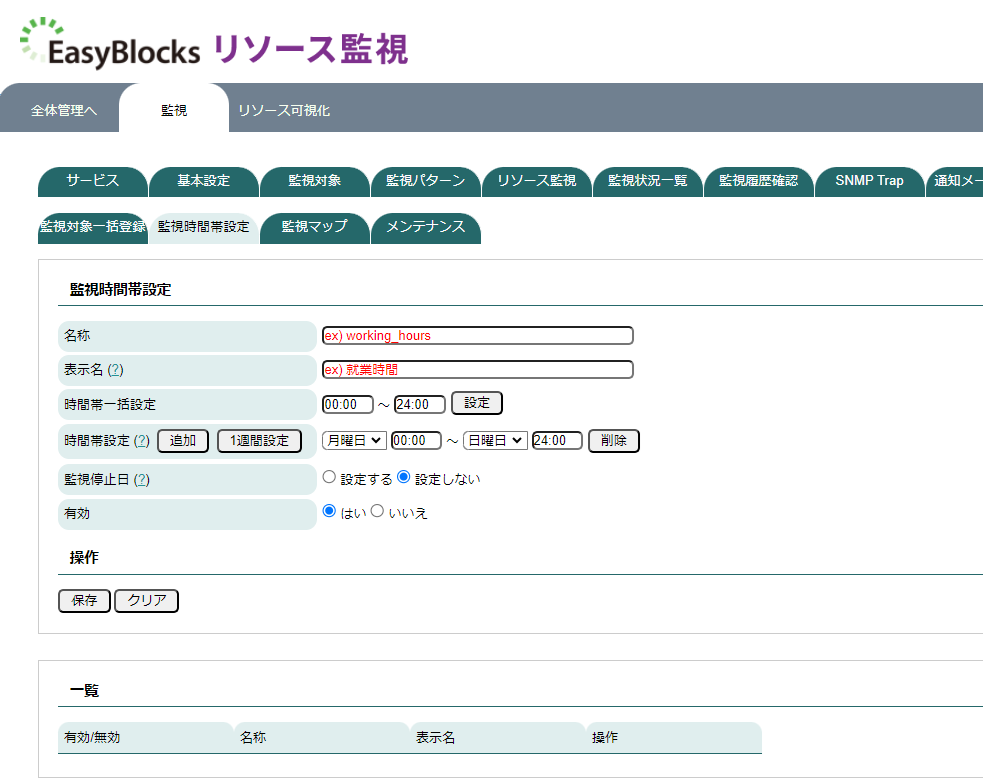 EasyBlocks リソース監視
全体管理へ 監視 リソース可視化
サービス 基本設定 監視対象 監視パターン リソース監視 監視状況一覧 監視履歴確認 SNMP Trap 通知メー
監視対象一括登録 監視時間帯設定 監視マップ メンテナンス
監視時間帯設定
名称 ex) working_hours
表示名 (?) ex) 就業時間
時間帯一括設定 00:00 ～ 24:00 設定
時間帯設定 (?) 追加 1週間設定 月曜日 00:00 ～ 日曜日 24:00 削除
監視停止日 (?) 設定する 設定しない
有効 はい いいえ
操作
保存 クリア
一覧
有効/無効 名称 表示名 操作